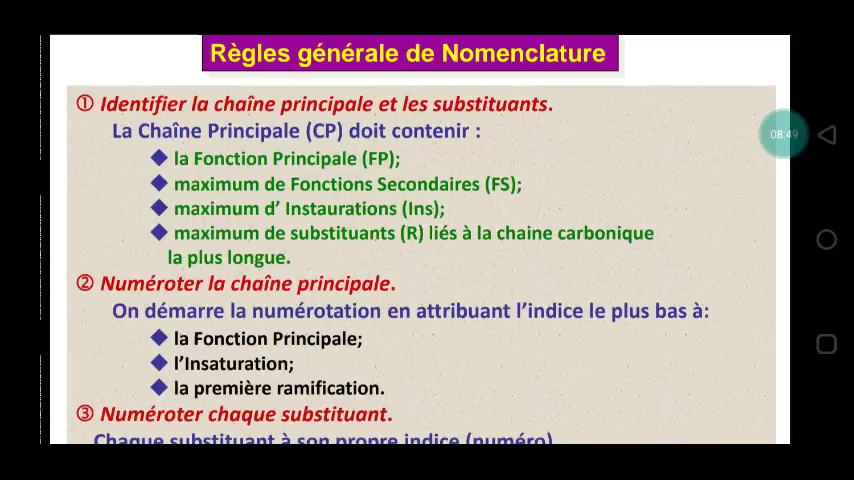 Règles générale de Nomenclature
① Identifier la chaîne principale et les substituants.
La Chaîne Principale (CP) doit contenir :
◆ la Fonction Principale (FP);
◆ maximum de Fonctions Secondaires (FS);
◆ maximum d’ Instaurations (Ins);
◆ maximum de substituants (R) liés à la chaine carbonique
la plus longue.
② Numéroter la chaîne principale.
On démarre la numérotation en attribuant l’indice le plus bas à:
◆ la Fonction Principale;
◆ l’Insaturation;
◆ la première ramification.
③ Numéroter chaque substituant.
Chaque substituant à son propre indice (numéro)
08:49